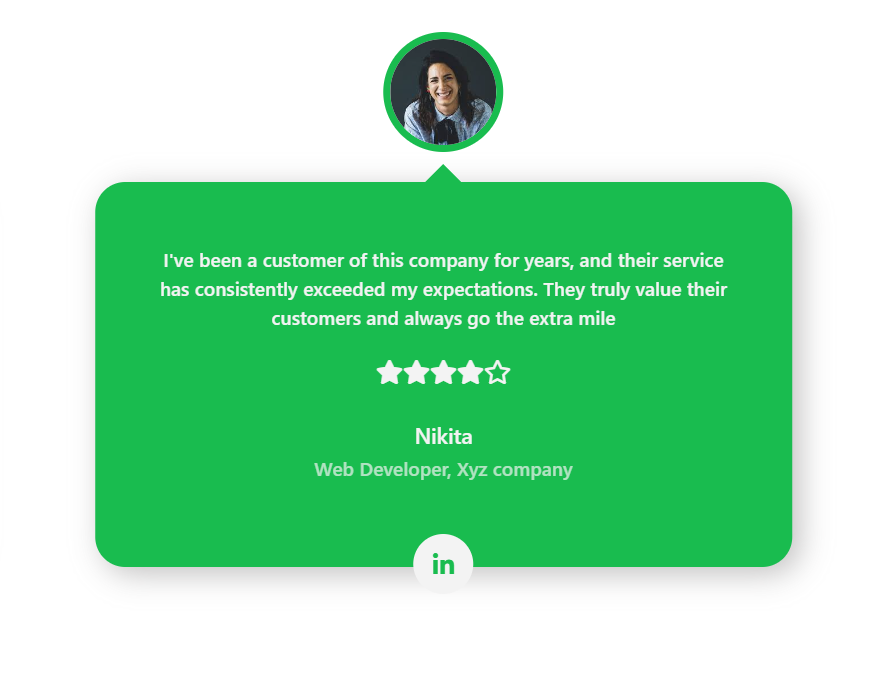 I've been a customer of this company for years, and their service
has consistently exceeded my expectations. They truly value their
customers and always go the extra mile
Nikita
Web Developer, Xyz company
in